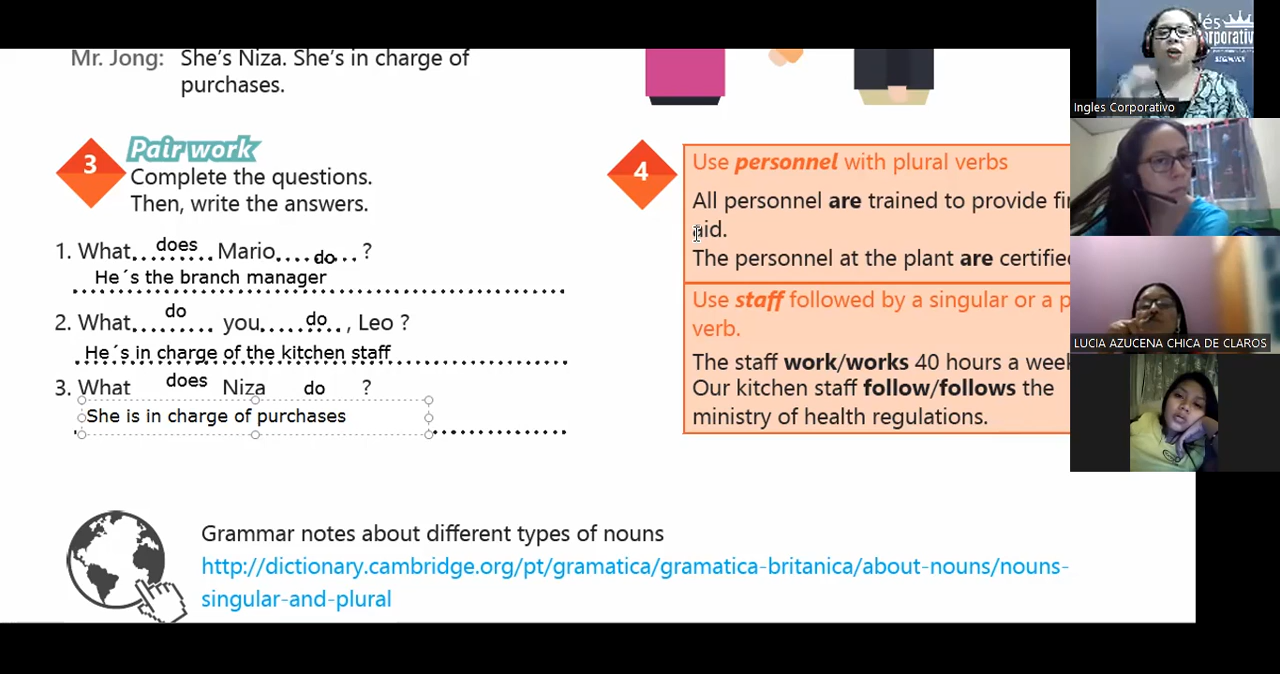 Mr. Jong: She's Niza. She's in charge of
purchases.
3
Pair work
Complete the questions.
Then, write the answers.
1. What does Mario do ?
He´s the branch manager
2. What do you do , Leo ?
He´s in charge of the kitchen staff
3. What does Niza do ?
She is in charge of purchases
4
Use personnel with plural verbs
All personnel are trained to provide
aid.
The personnel at the plant are certified
Use staff followed by a singular or a
verb.
The staff work/works 40 hours a week
Our kitchen staff follow/follows the
ministry of health regulations.
Grammar notes about different types of nouns
http://dictionary.cambridge.org/pt/gramatica/gramatica-britanica/about-nouns/nouns-
singular-and-plural
Ingles Corporativo
LUCIA AZUCENA CHICA DE CLAROS